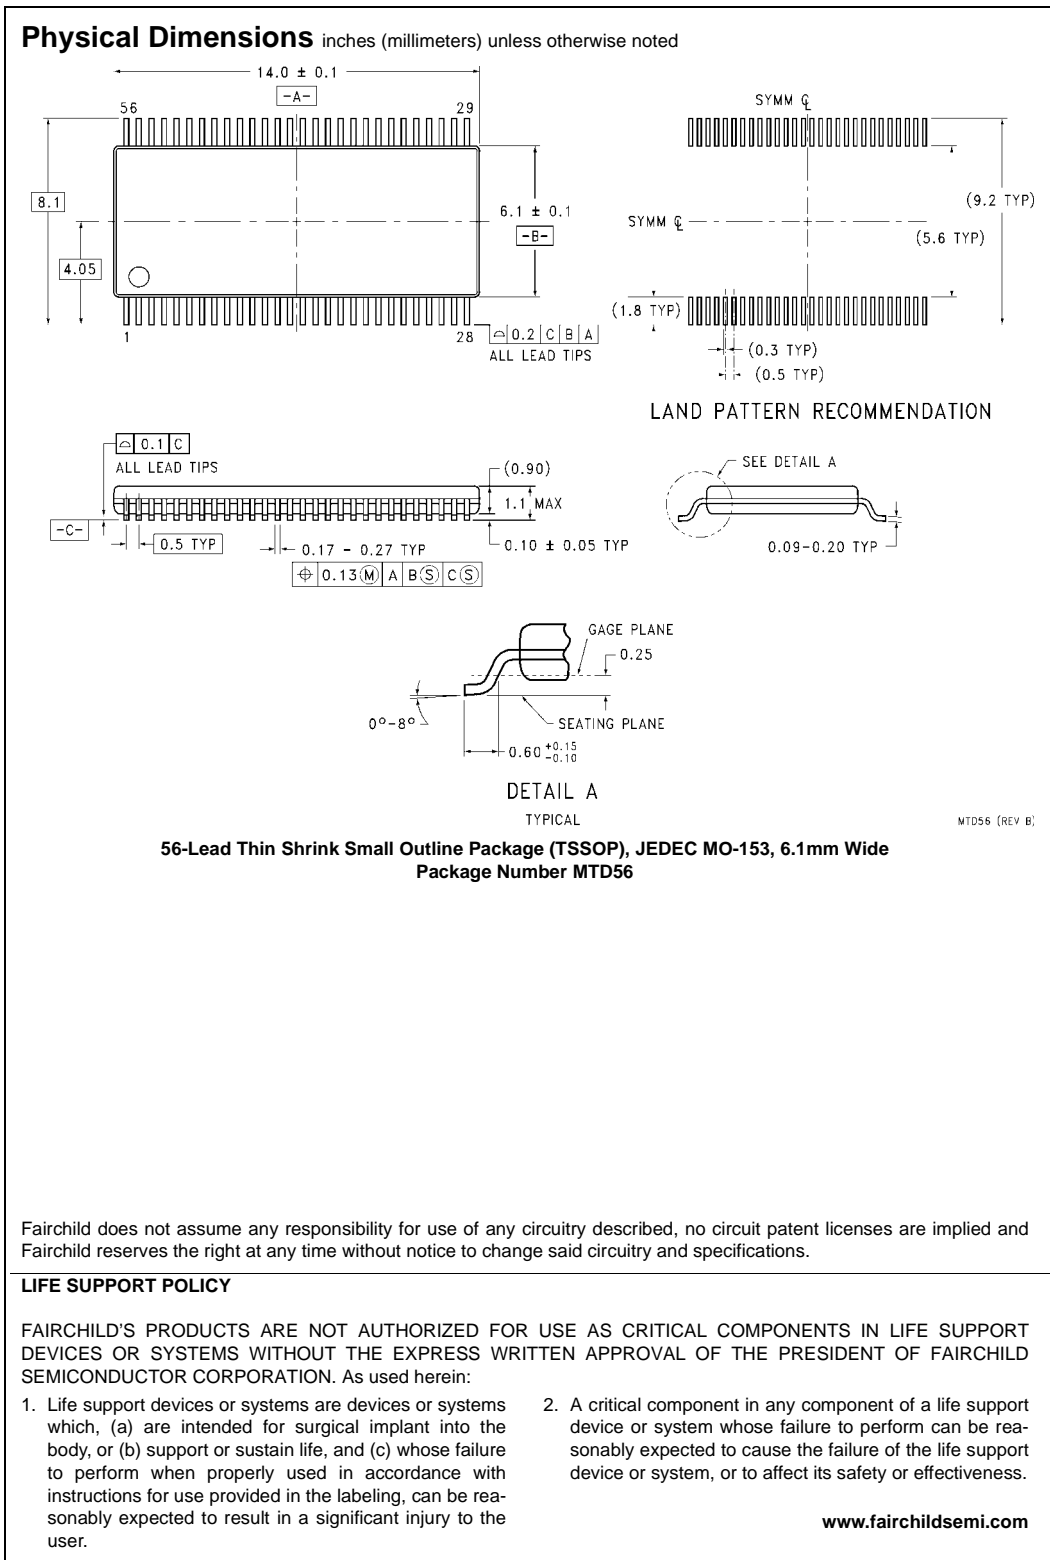 Physical Dimensions inches (millimeters) unless otherwise noted
14.0 ± 0.1
-A-
56
29
8.1
4.05
6.1 ± 0.1
-B-
1
28
⌓ 0.2 C B A
ALL LEAD TIPS
SYMM ℄
SYMM ℄
(9.2 TYP)
(5.6 TYP)
(1.8 TYP)
(0.3 TYP)
(0.5 TYP)
LAND PATTERN RECOMMENDATION
⌓ 0.1 C
ALL LEAD TIPS
(0.90)
1.1 MAX
-C-
0.5 TYP
0.17 - 0.27 TYP
0.10 ± 0.05 TYP
⌖ 0.13 Ⓜ A B Ⓢ C Ⓢ
SEE DETAIL A
0.09-0.20 TYP
GAGE PLANE
0.25
0°-8°
SEATING PLANE
0.60 +0.15 -0.10
DETAIL A
TYPICAL
MTD56 (REV B)
56-Lead Thin Shrink Small Outline Package (TSSOP), JEDEC MO-153, 6.1mm Wide
Package Number MTD56
Fairchild does not assume any responsibility for use of any circuitry described, no circuit patent licenses are implied and
Fairchild reserves the right at any time without notice to change said circuitry and specifications.
LIFE SUPPORT POLICY
FAIRCHILD'S PRODUCTS ARE NOT AUTHORIZED FOR USE AS CRITICAL COMPONENTS IN LIFE SUPPORT
DEVICES OR SYSTEMS WITHOUT THE EXPRESS WRITTEN APPROVAL OF THE PRESIDENT OF FAIRCHILD
SEMICONDUCTOR CORPORATION. As used herein:
1. Life support devices or systems are devices or systems
which, (a) are intended for surgical implant into the
body, or (b) support or sustain life, and (c) whose failure
to perform when properly used in accordance with
instructions for use provided in the labeling, can be rea-
sonably expected to result in a significant injury to the
user.
2. A critical component in any component of a life support
device or system whose failure to perform can be rea-
sonably expected to cause the failure of the life support
device or system, or to affect its safety or effectiveness.
www.fairchildsemi.com